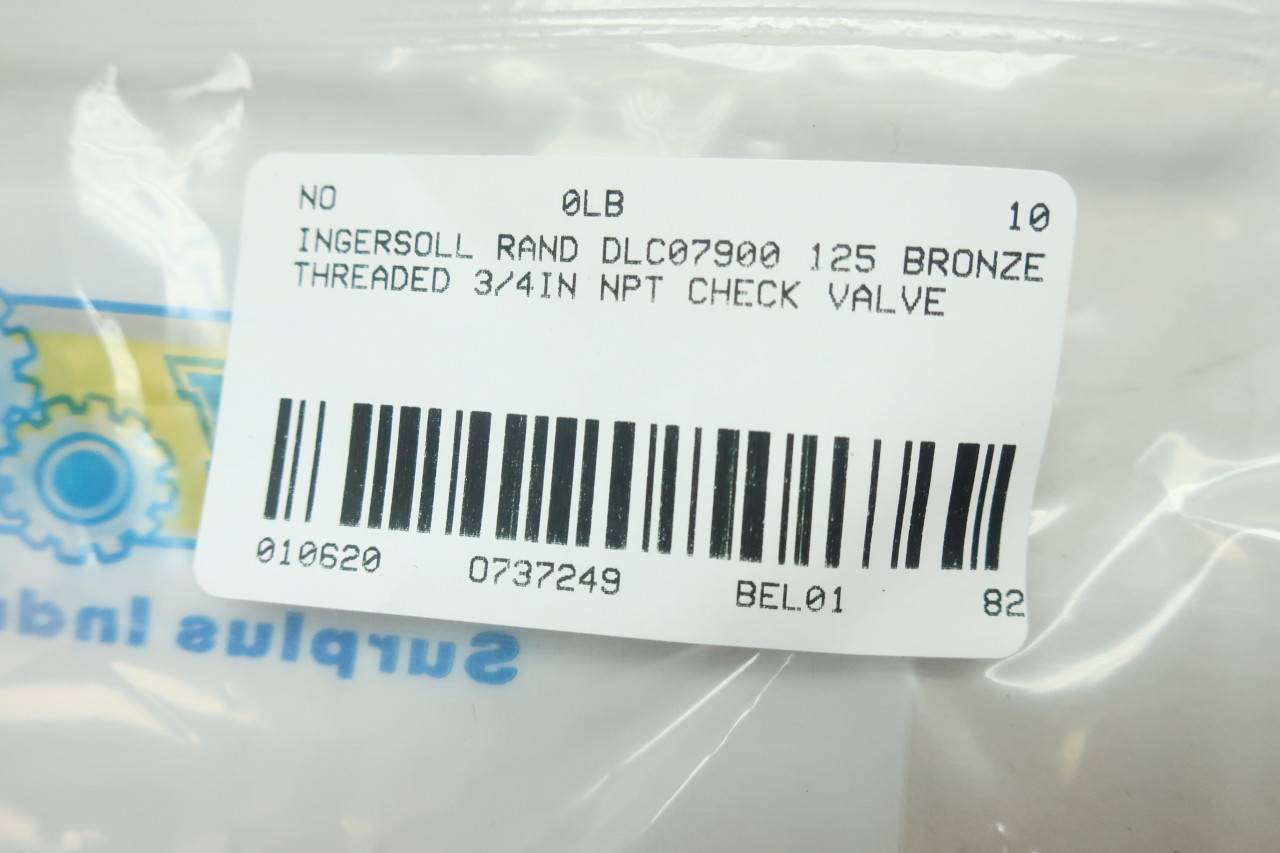 NO 0LB 10
INGERSOLL RAND DLC07900 125 BRONZE
THREADED 3/4IN NPT CHECK VALVE
010620 0737249 BEL01 82
Surplus Indu